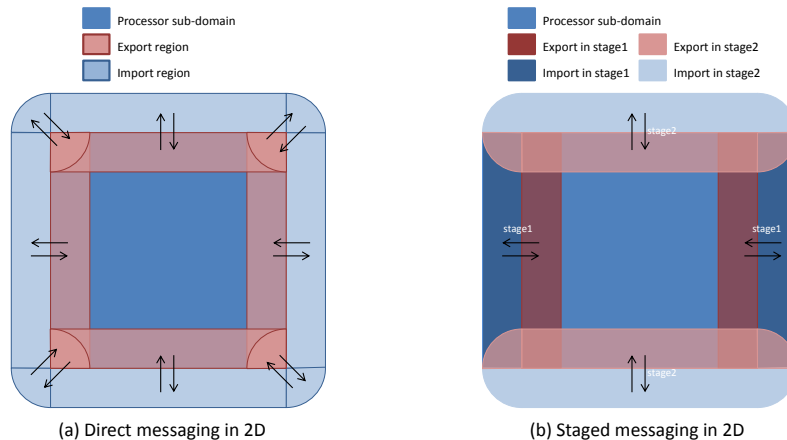 Processor sub-domain
Export region
Import region
(a) Direct messaging in 2D
Processor sub-domain
Export in stage1 Export in stage2
Import in stage1 Import in stage2
stage2
stage1 stage1
stage2
(b) Staged messaging in 2D